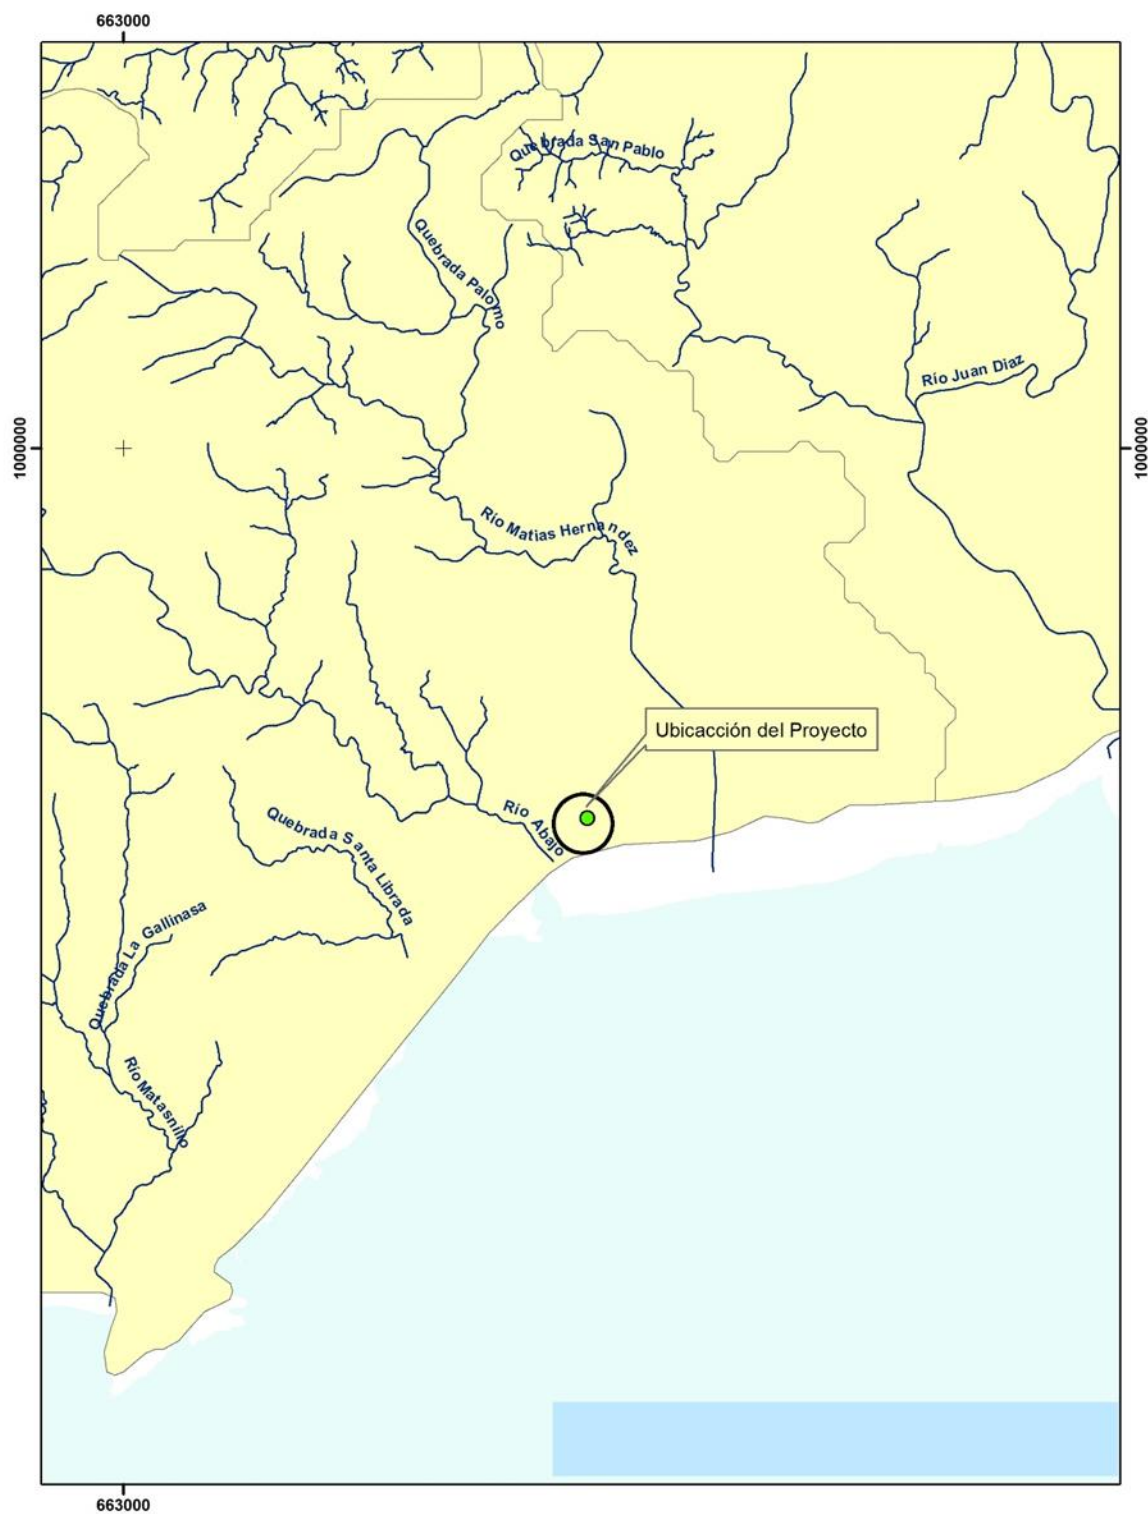 663000
Quebrada San Pablo
Quebrada Palomo
Río Juan Diaz
1000000
1000000
Río Matias Hernandez
Ubicacción del Proyecto
Río Abajo
Quebrada Santa Librada
Quebrada La Gallinasa
Río Matasnillo
663000